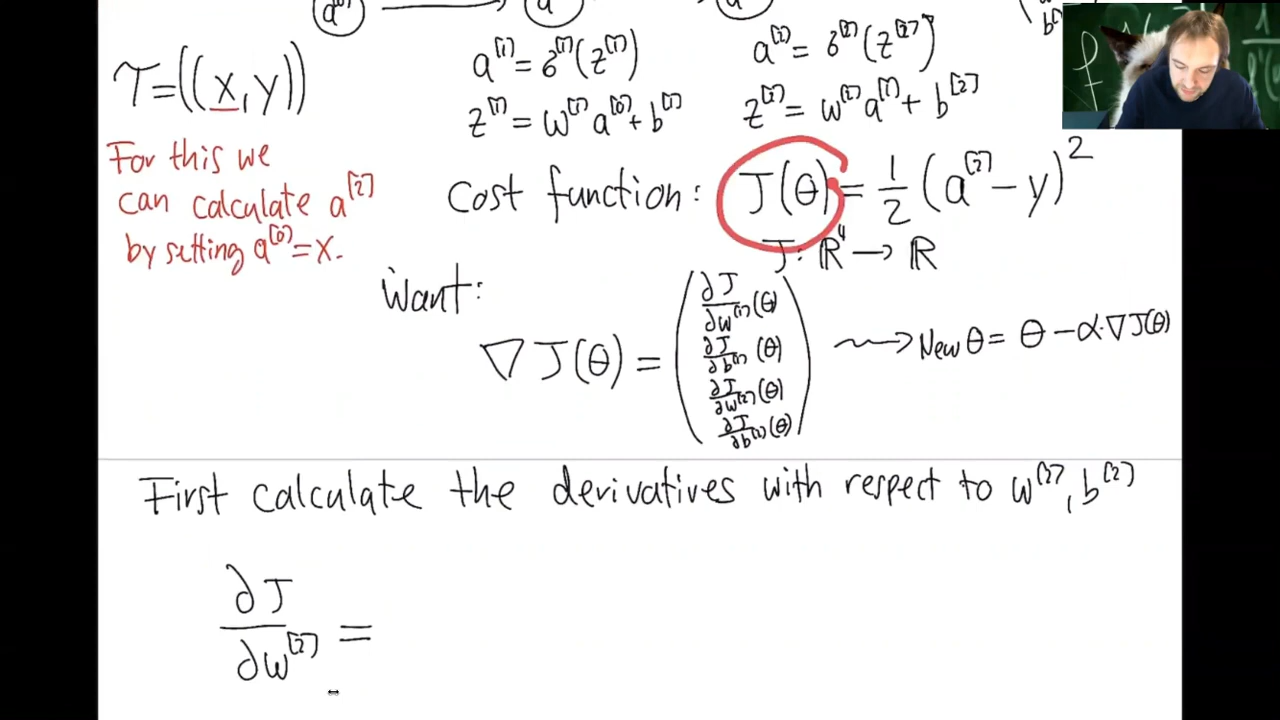 a^[0] → a → a
a^[1] = σ^[1](z^[1])
z^[1] = w^[1] a^[0] + b^[1]
a^[2] = σ^[2](z^[2])
z^[2] = w^[2] a^[1] + b^[2]
T = ((x, y))
For this we
can calculate a^[2]
by setting a^[0] = x.
Cost function: J(θ) = 1/2 (a^[2] − y)^2
J: ℝ^4 → ℝ
Want:
∇J(θ) = ( ∂J/∂w^[1] (θ)
∂J/∂b^[1] (θ)
∂J/∂w^[2] (θ)
∂J/∂b^[2] (θ) ) ⇝ New θ = θ − α·∇J(θ)
First calculate the derivatives with respect to w^[2], b^[2]
∂J/∂w^[2] =